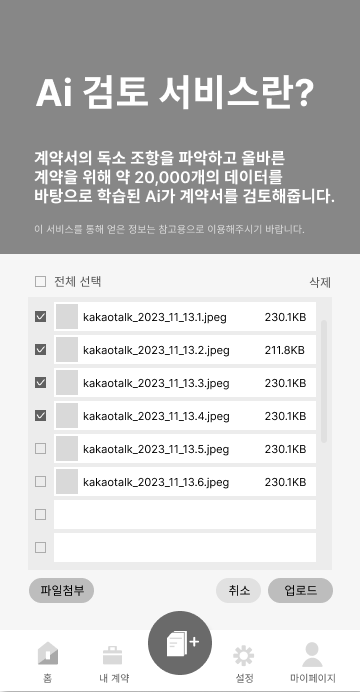 Ai 검토 서비스란?
계약서의 독소 조항을 파악하고 올바른
계약을 위해 약 20,000개의 데이터를
바탕으로 학습된 Ai가 계약서를 검토해줍니다.
이 서비스를 통해 얻은 정보는 참고용으로 이용해주시기 바랍니다.
전체 선택 삭제
kakaotalk_2023_11_13.1.jpeg 230.1KB
kakaotalk_2023_11_13.2.jpeg 211.8KB
kakaotalk_2023_11_13.3.jpeg 230.1KB
kakaotalk_2023_11_13.4.jpeg 230.1KB
kakaotalk_2023_11_13.5.jpeg 230.1KB
kakaotalk_2023_11_13.6.jpeg 230.1KB
파일첨부 취소 업로드
홈 내 계약 설정 마이페이지